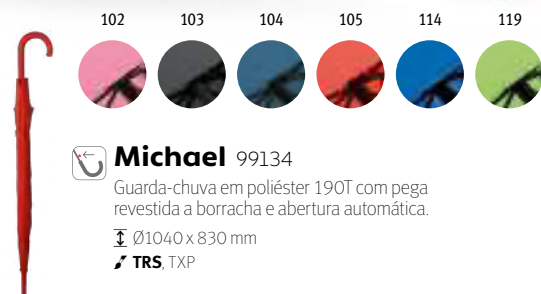 102 103 104 105 114 119
Michael 99134
Guarda-chuva em poliéster 190T com pega
revestida a borracha e abertura automática.
Ø1040 x 830 mm
TRS, TXP